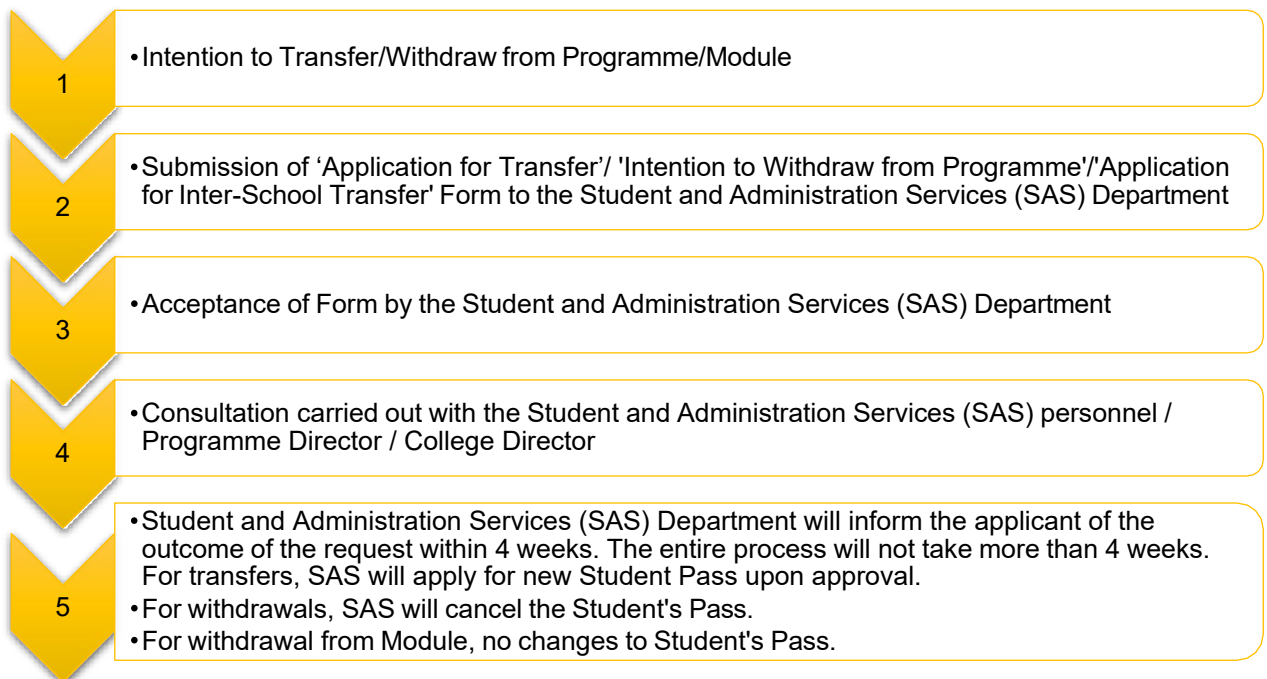 1
•Intention to Transfer/Withdraw from Programme/Module
2
•Submission of ‘Application for Transfer’/ 'Intention to Withdraw from Programme'/'Application
for Inter-School Transfer' Form to the Student and Administration Services (SAS) Department
3
•Acceptance of Form by the Student and Administration Services (SAS) Department
4
•Consultation carried out with the Student and Administration Services (SAS) personnel /
Programme Director / College Director
5
•Student and Administration Services (SAS) Department will inform the applicant of the
outcome of the request within 4 weeks. The entire process will not take more than 4 weeks.
For transfers, SAS will apply for new Student Pass upon approval.
•For withdrawals, SAS will cancel the Student's Pass.
•For withdrawal from Module, no changes to Student's Pass.